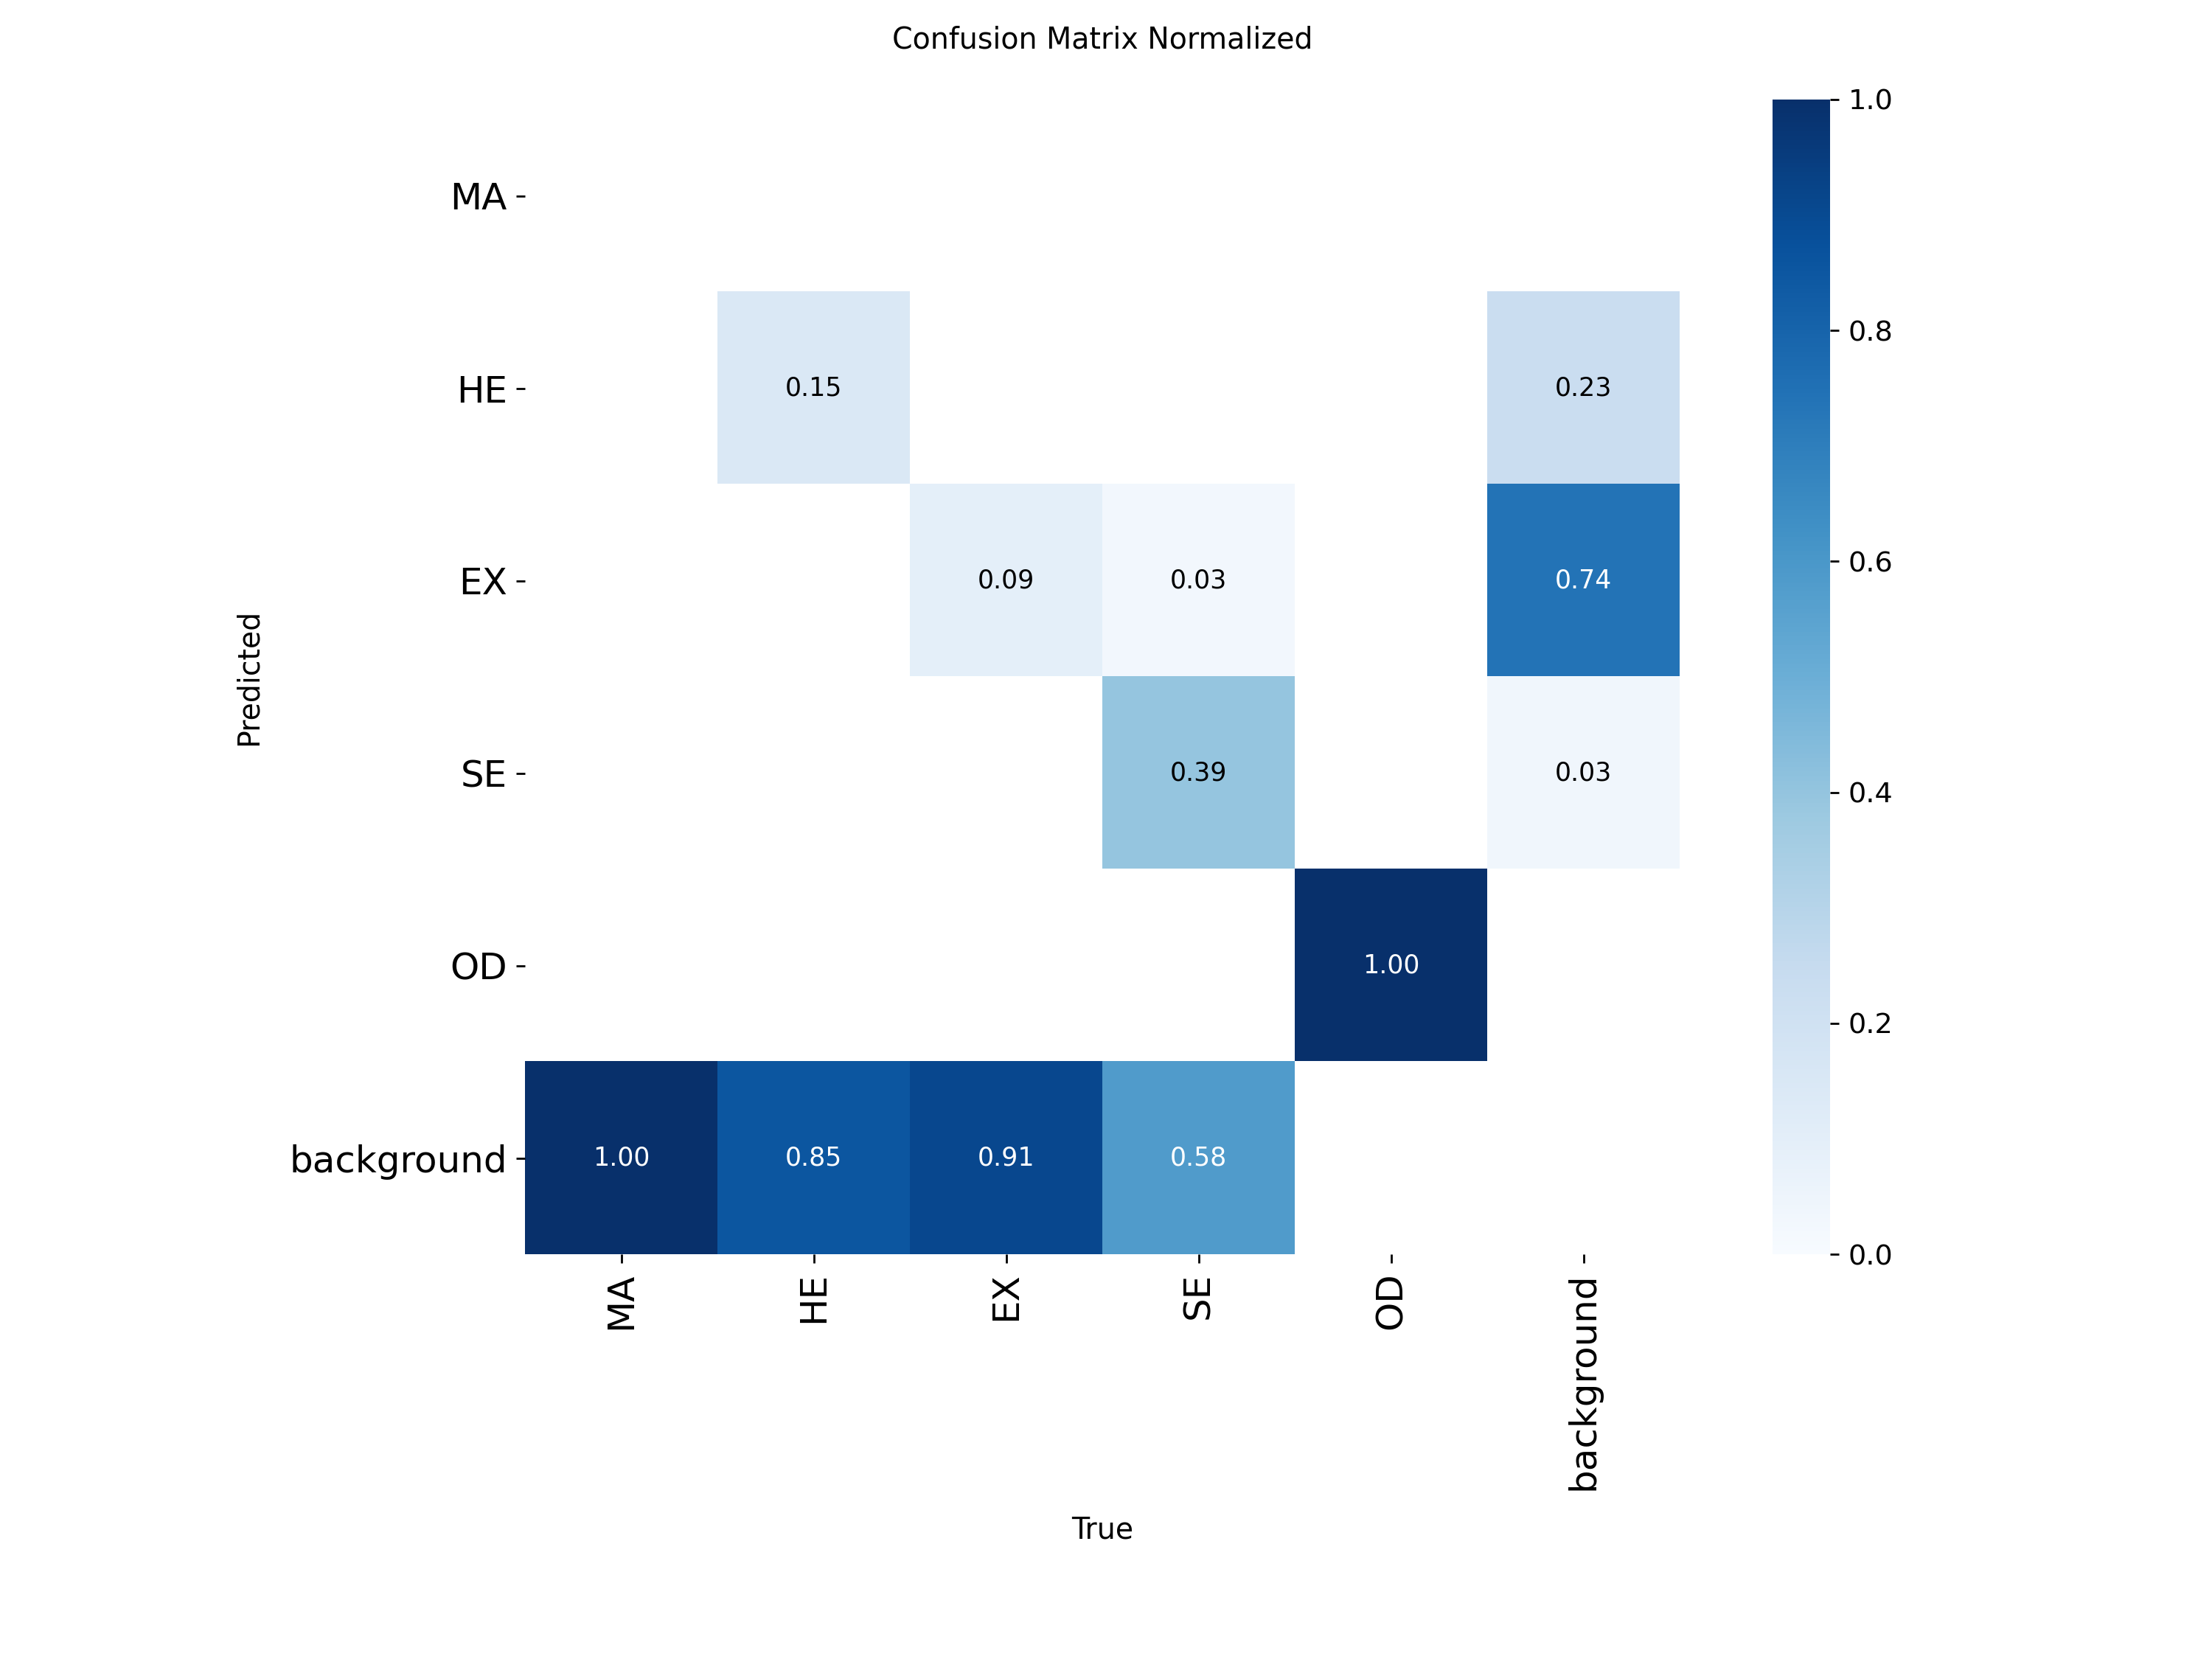 Confusion Matrix Normalized
1.0
MA
0.8
HE
0.15
0.23
0.6
EX
0.09
0.03
0.74
Predicted
SE
0.39
0.03
0.4
OD
1.00
0.2
background
1.00
0.85
0.91
0.58
0.0
MA
HE
EX
SE
OD
background
True